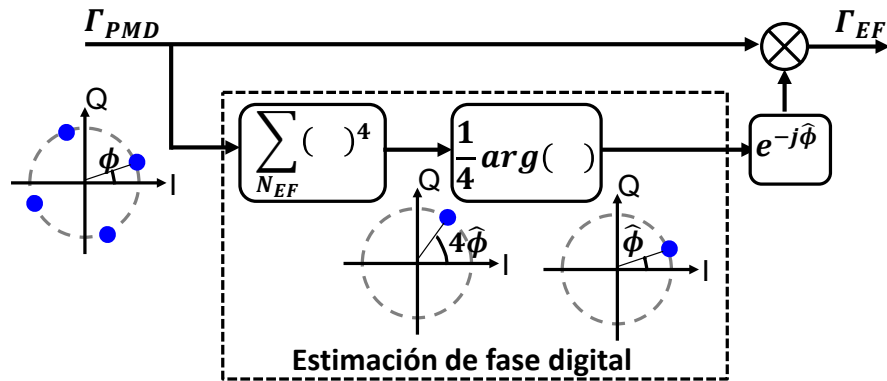 Γ_PMD
Γ_EF
Q
ϕ
I
∑_{N_EF} ( )^4
1/4 arg( )
e^{-jϕ̂}
Q
4ϕ̂
I
Q
ϕ̂
I
Estimación de fase digital